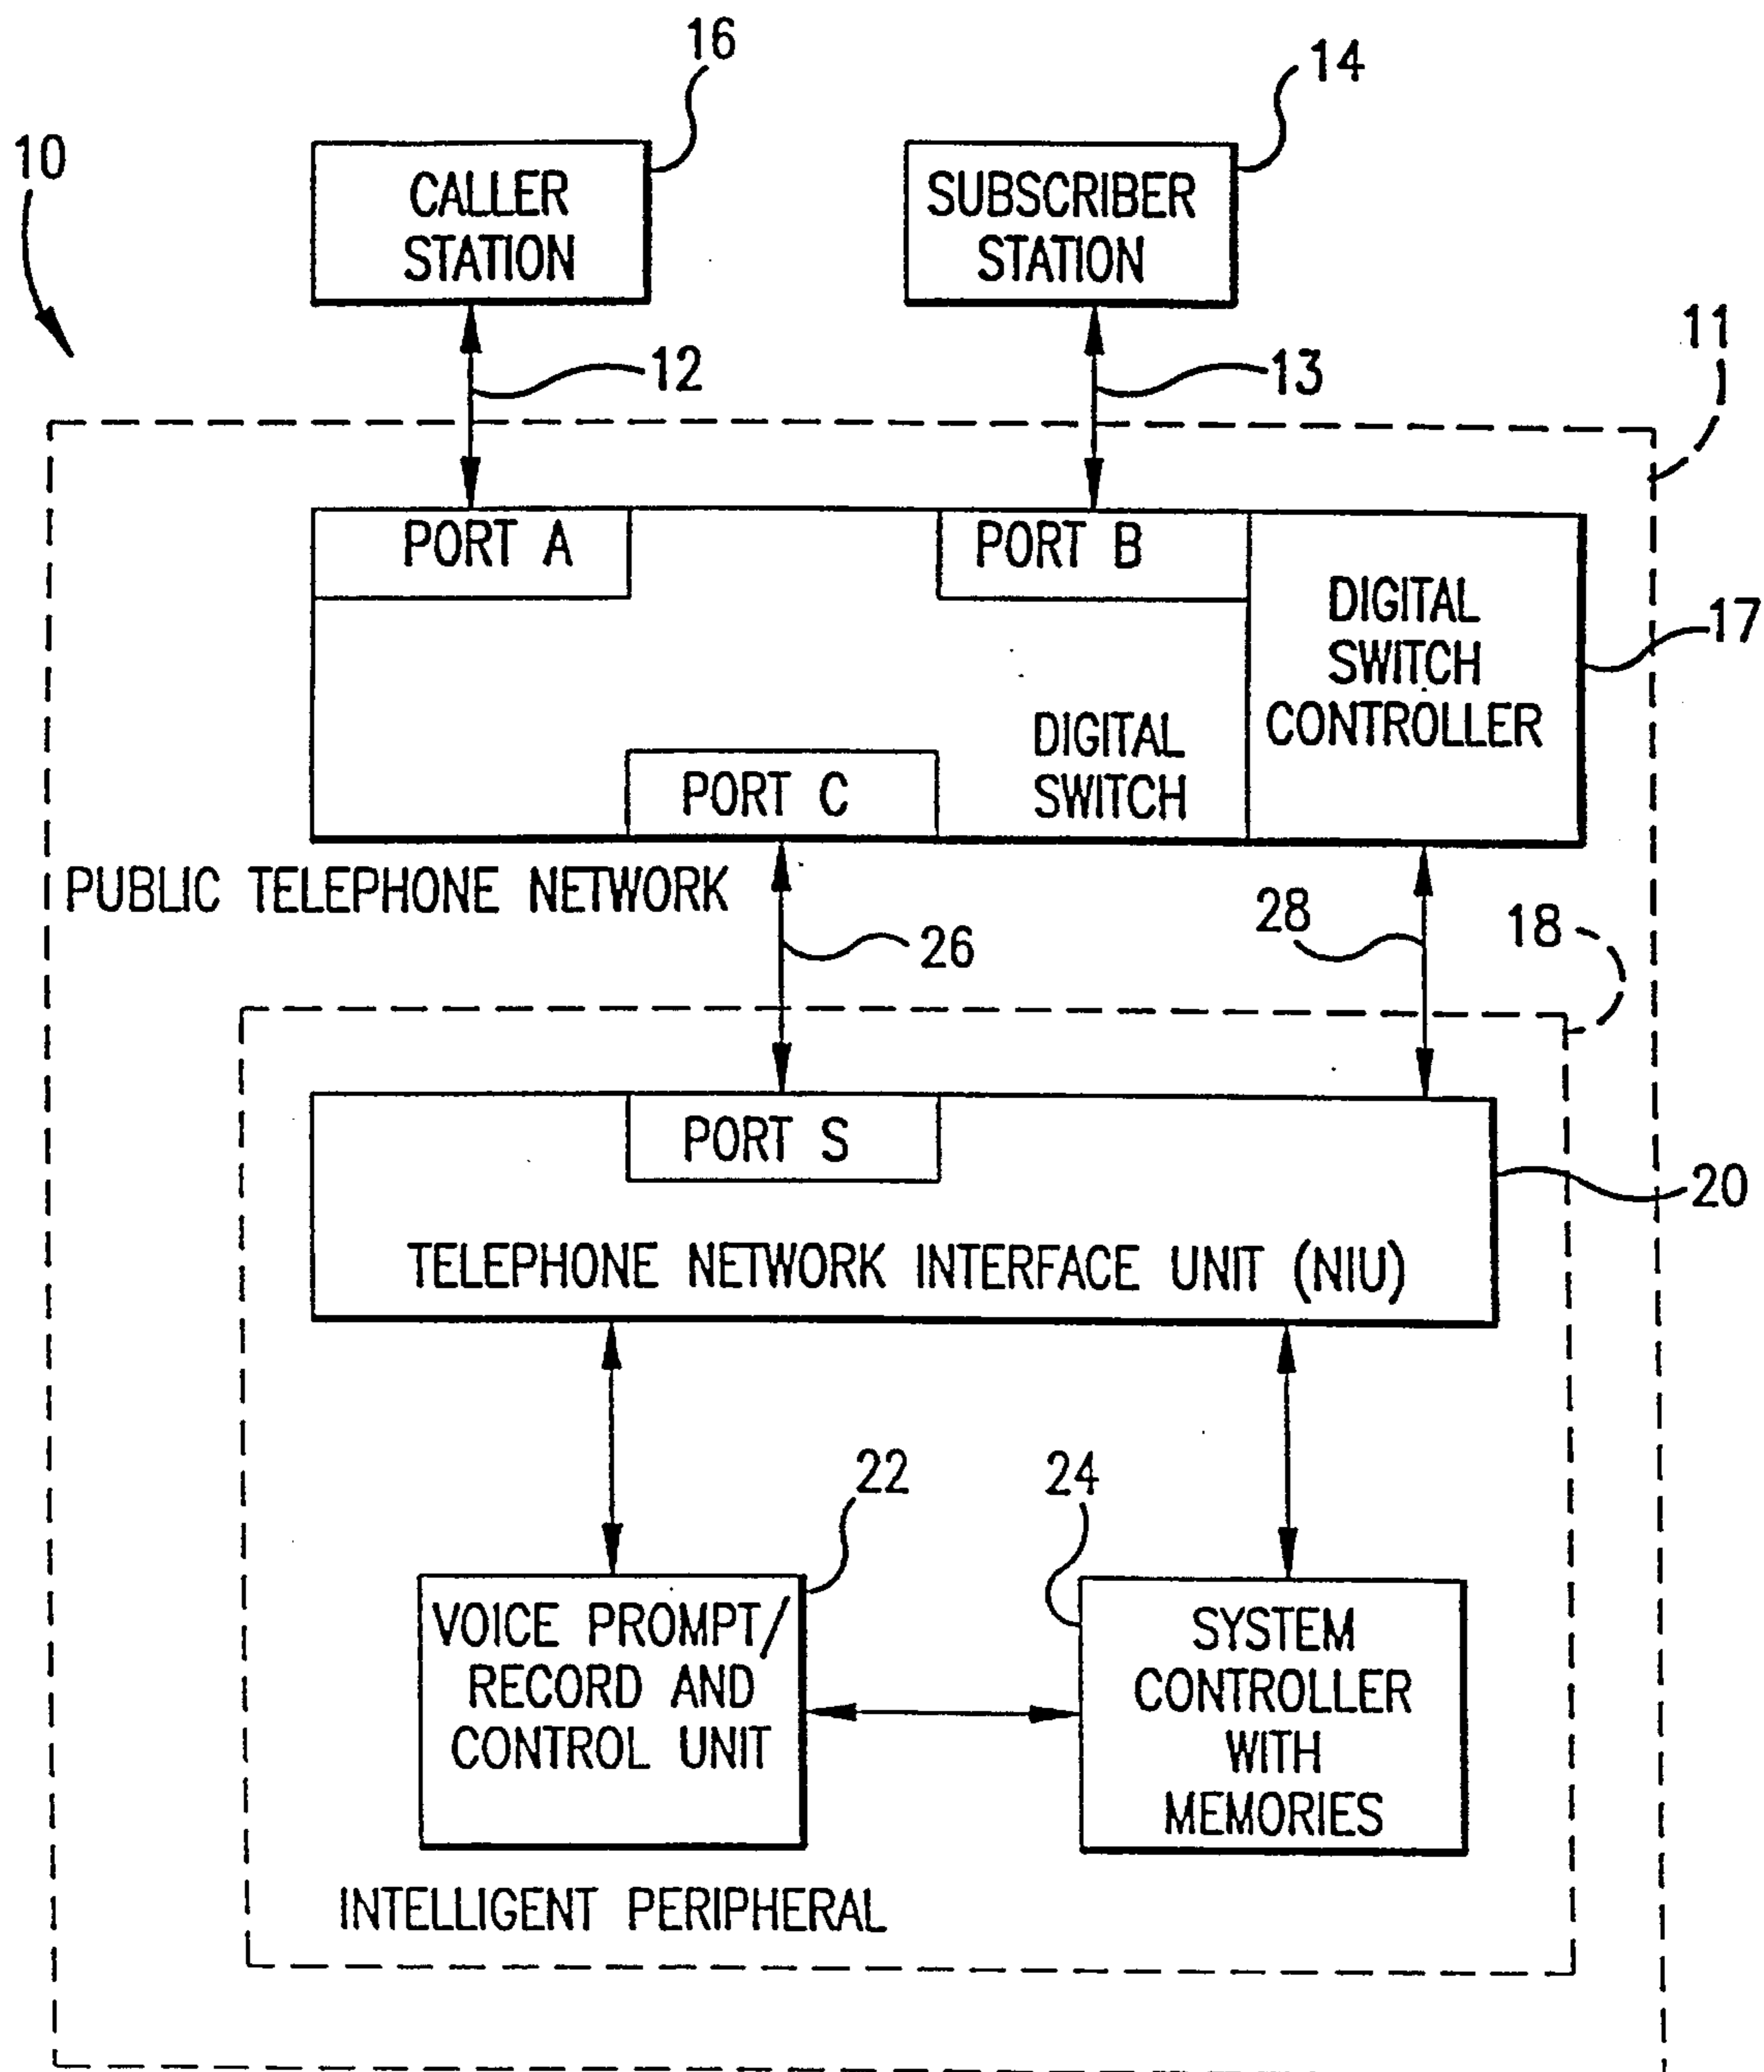 16
14
10
CALLER
STATION
SUBSCRIBER
STATION
11
12
13
PORT A
PORT B
DIGITAL
SWITCH
CONTROLLER
17
DIGITAL
SWITCH
PORT C
PUBLIC TELEPHONE NETWORK
26
28
18
PORT S
20
TELEPHONE NETWORK INTERFACE UNIT (NIU)
22
24
VOICE PROMPT/
RECORD AND
CONTROL UNIT
SYSTEM
CONTROLLER
WITH
MEMORIES
INTELLIGENT PERIPHERAL